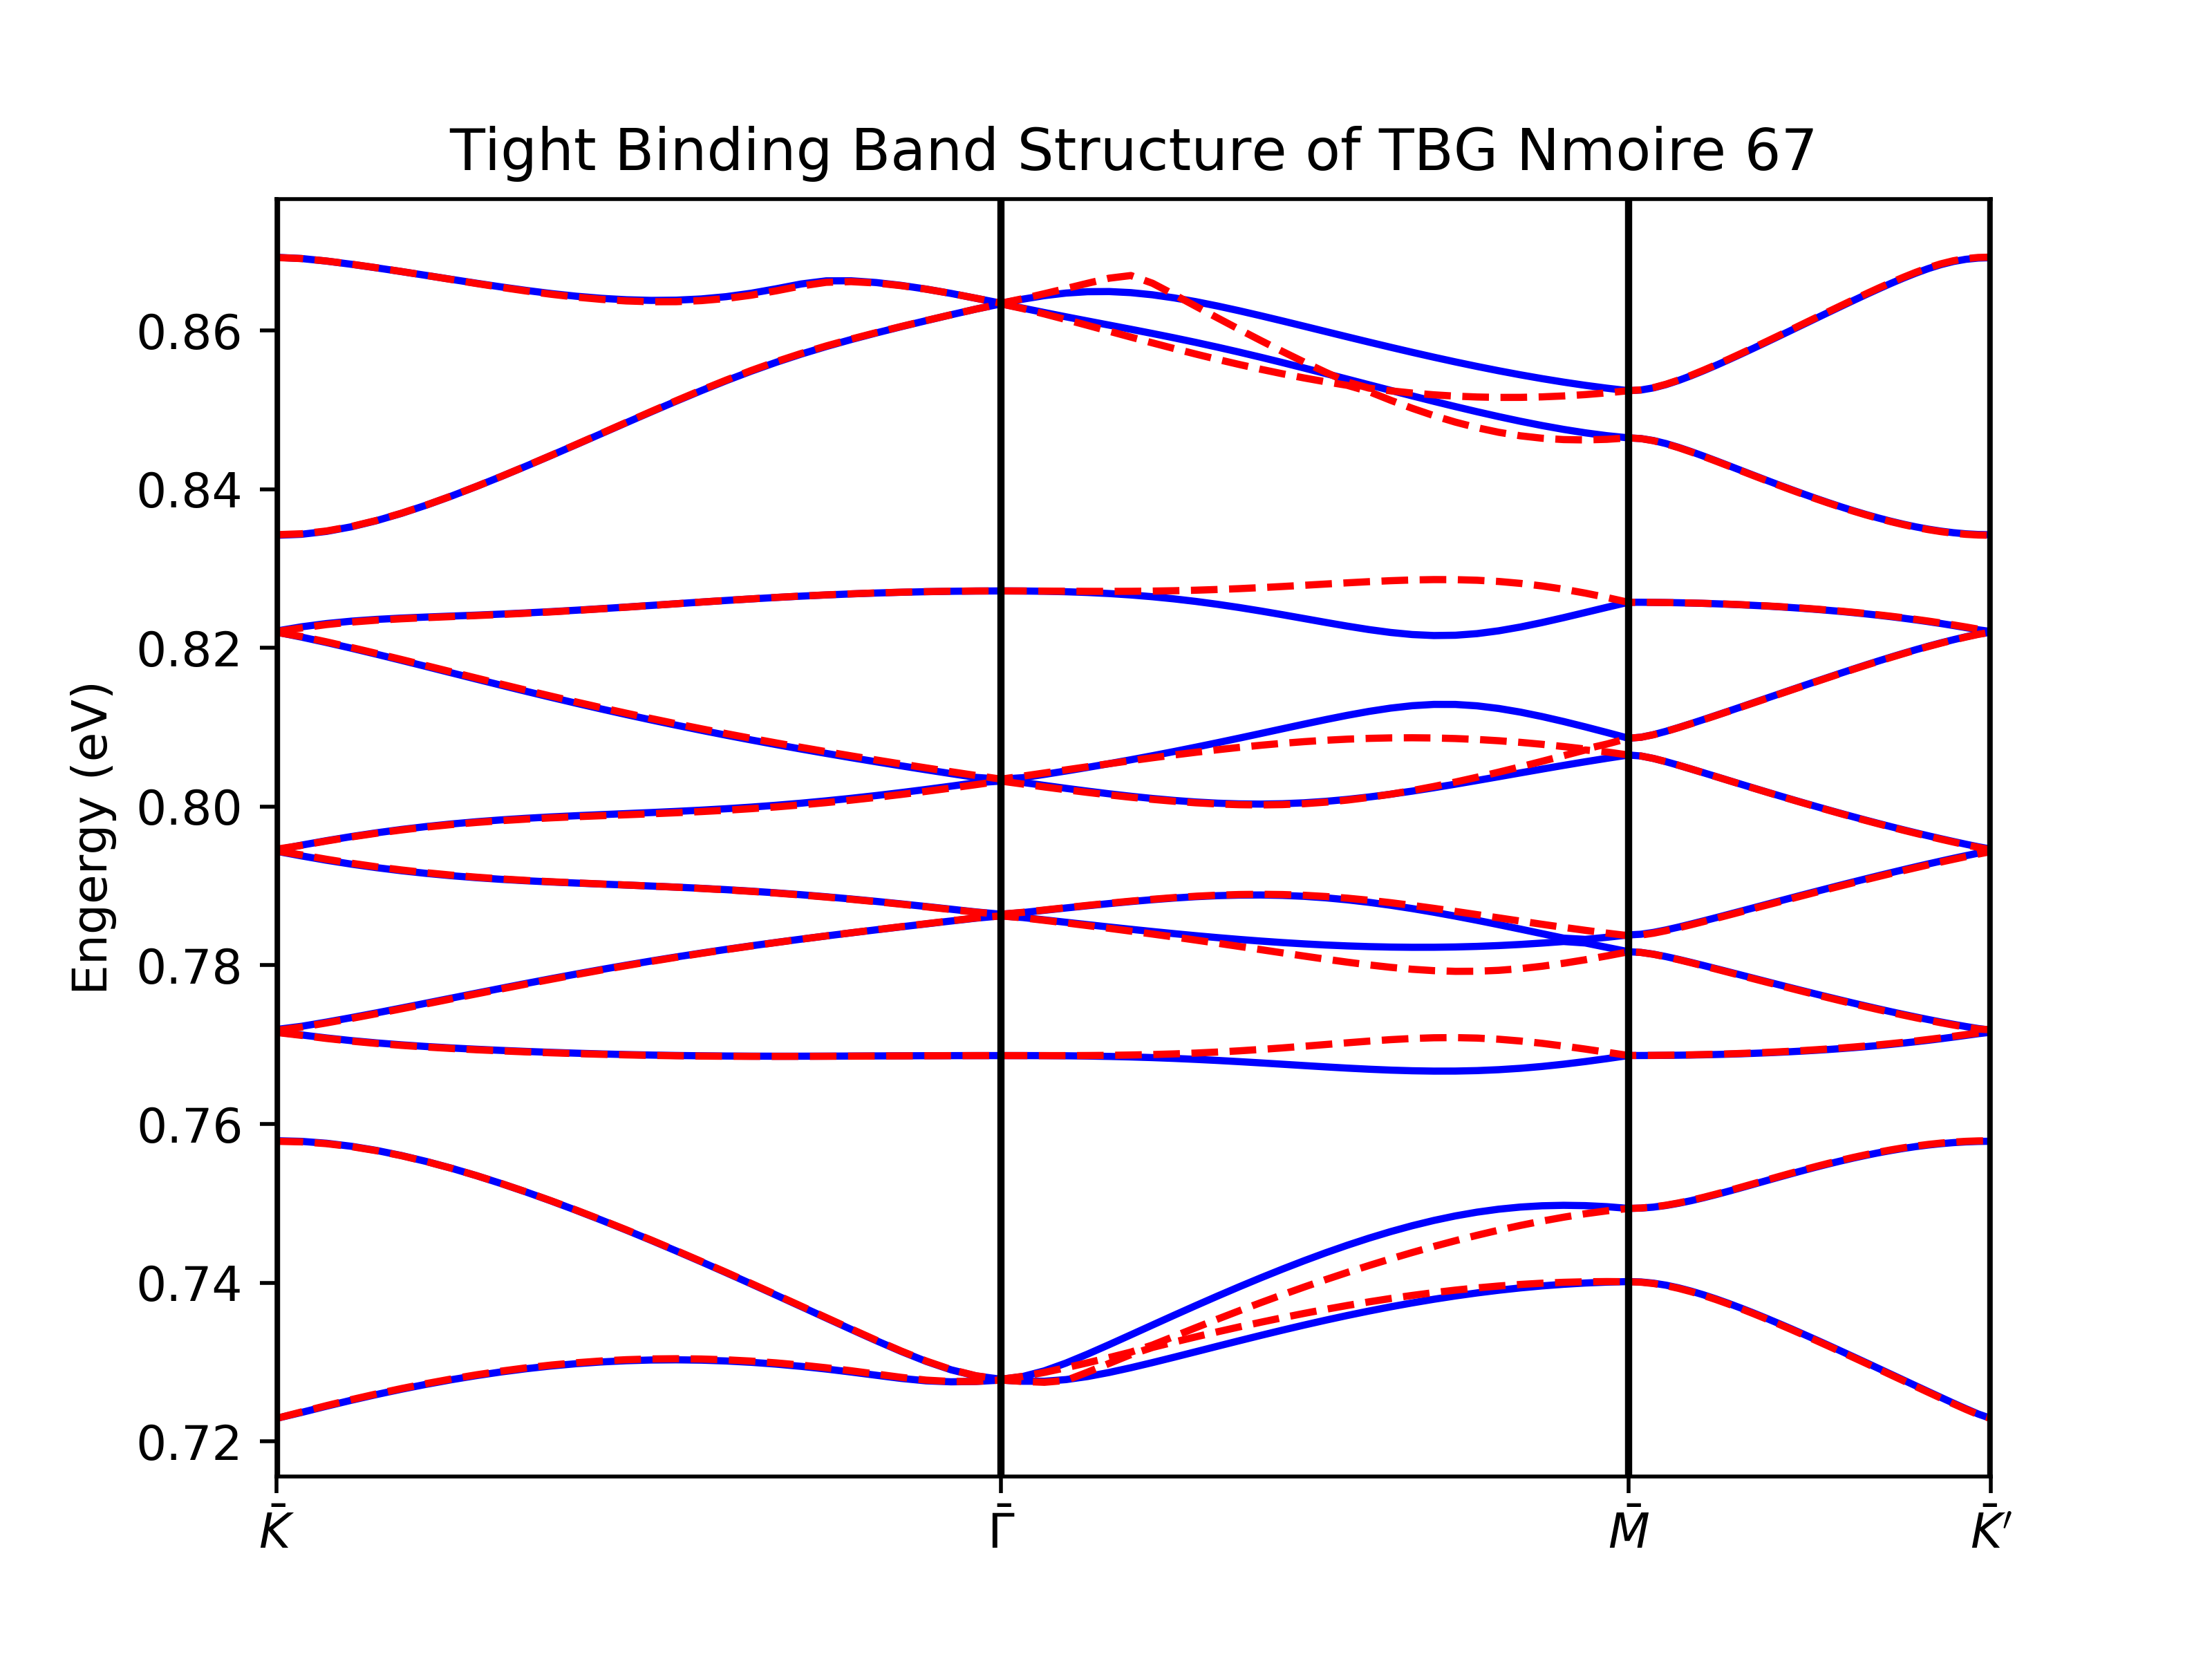 Tight Binding Band Structure of TBG Nmoire 67
Engergy (eV)
0.86
0.84
0.82
0.80
0.78
0.76
0.74
0.72
K̄ Γ̄ M̄ K̄′